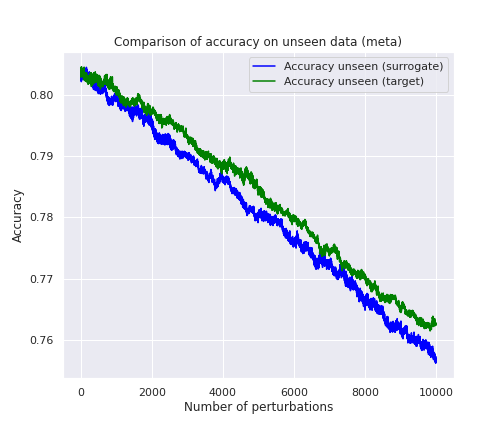 Comparison of accuracy on unseen data (meta)
Accuracy unseen (surrogate)
Accuracy unseen (target)
0.80
0.79
0.78
0.77
0.76
Accuracy
0 2000 4000 6000 8000 10000
Number of perturbations